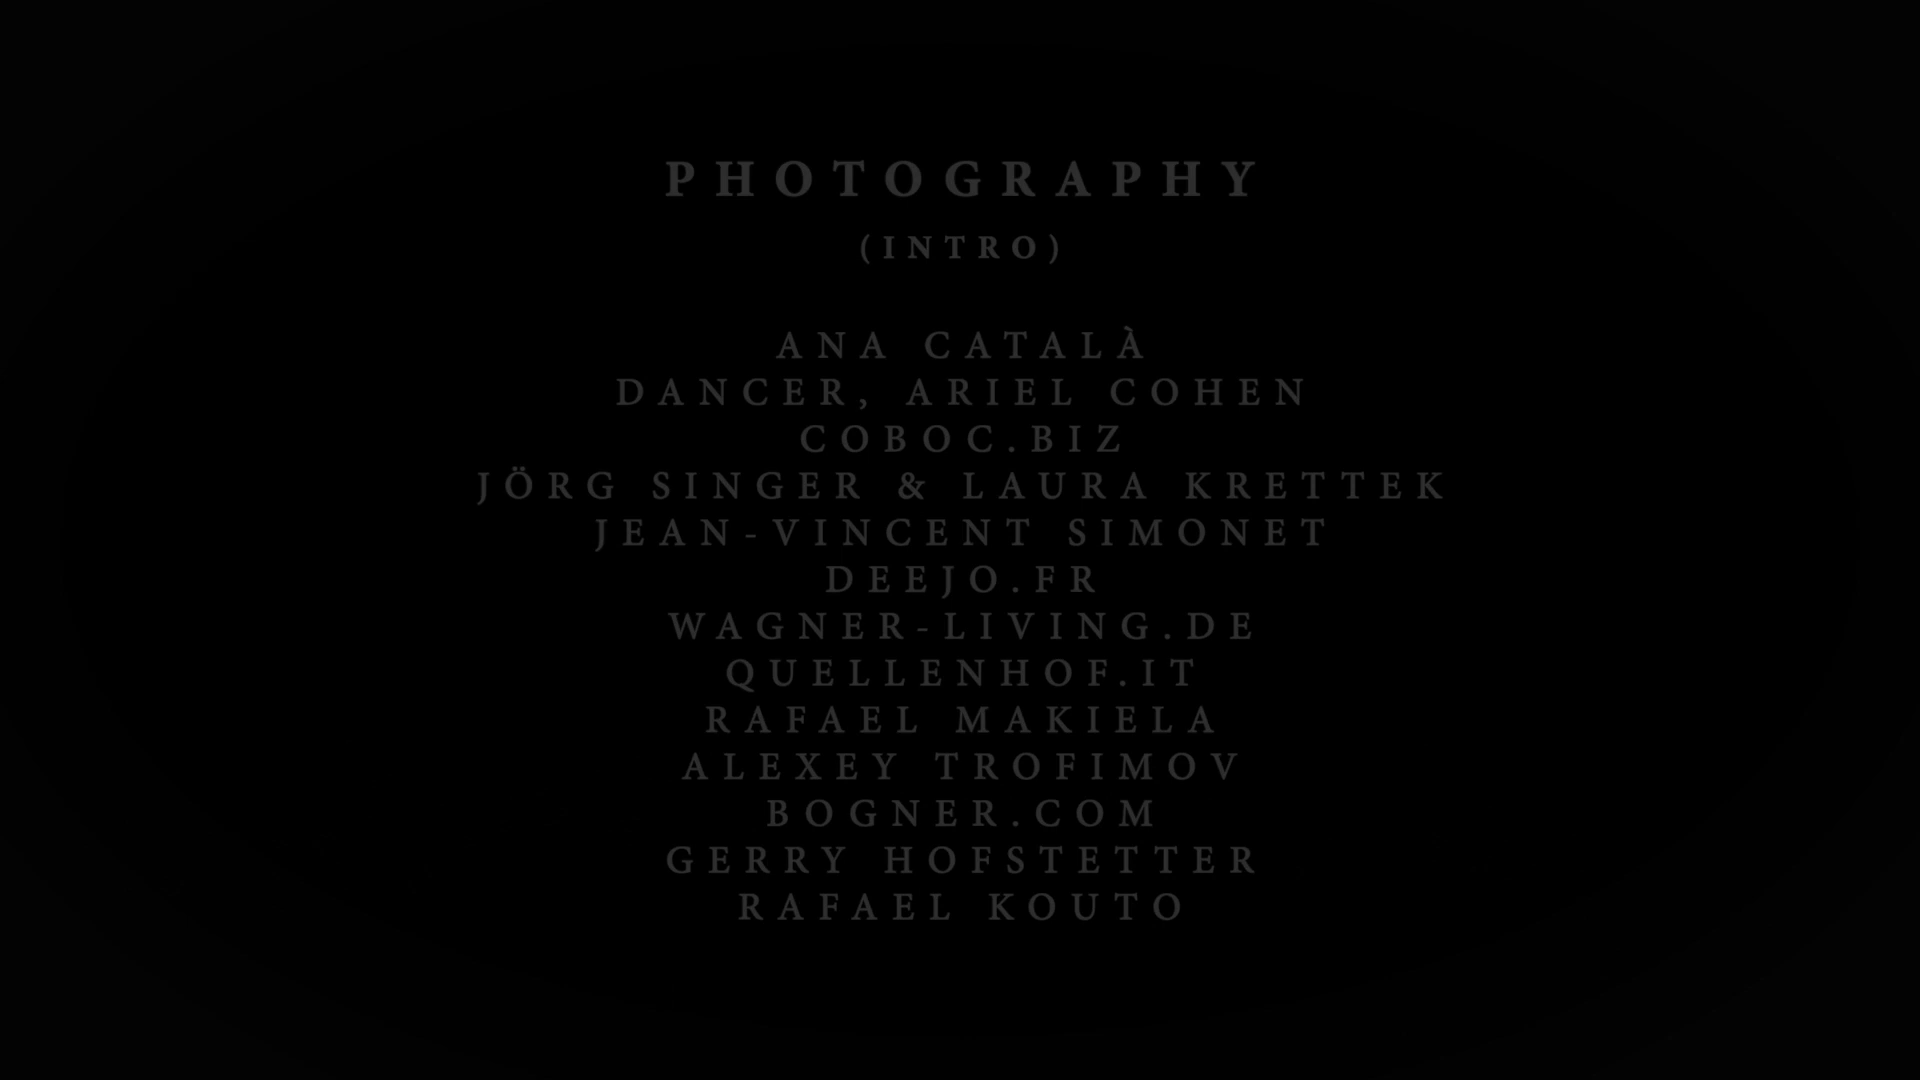 PHOTOGRAPHY
(INTRO)
ANA CATALÀ
DANCER, ARIEL COHEN
COBOC.BIZ
JÖRG SINGER & LAURA KRETTEK
JEAN-VINCENT SIMONET
DEEJO.FR
WAGNER-LIVING.DE
QUELLENHOF.IT
RAFAEL MAKIELA
ALEXEY TROFIMOV
BOGNER.COM
GERRY HOFSTETTER
RAFAEL KOUTO